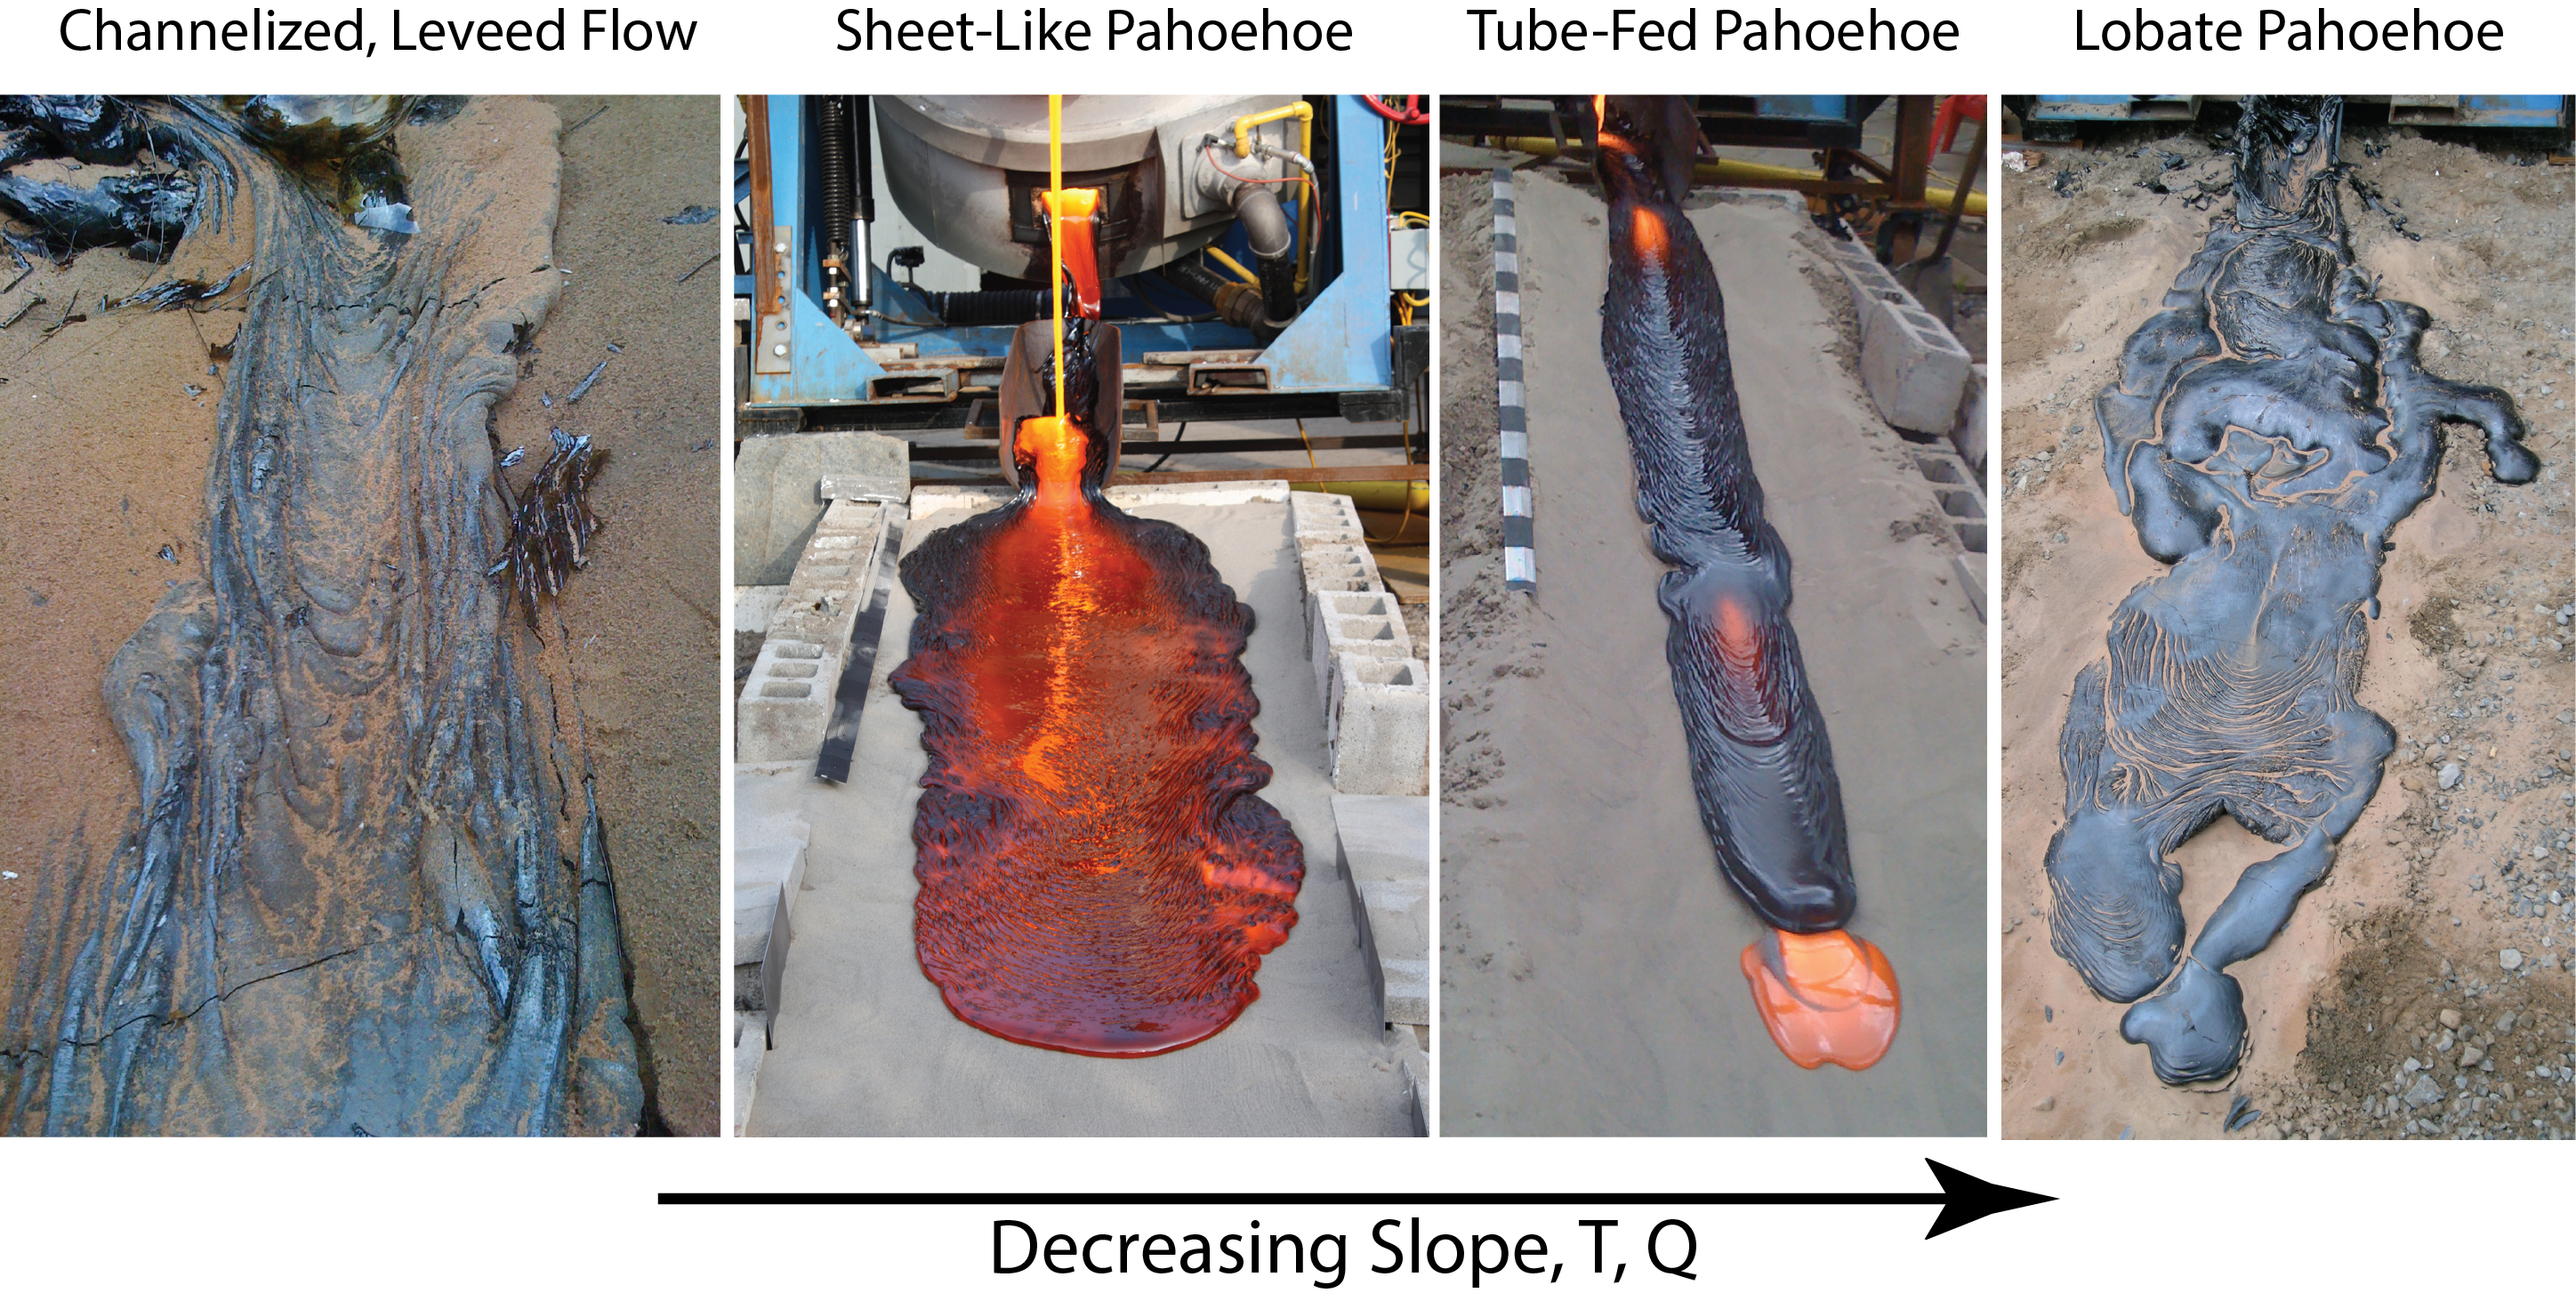 Channelized, Leveed Flow
Sheet-Like Pahoehoe
Tube-Fed Pahoehoe
Lobate Pahoehoe
Decreasing Slope, T, Q